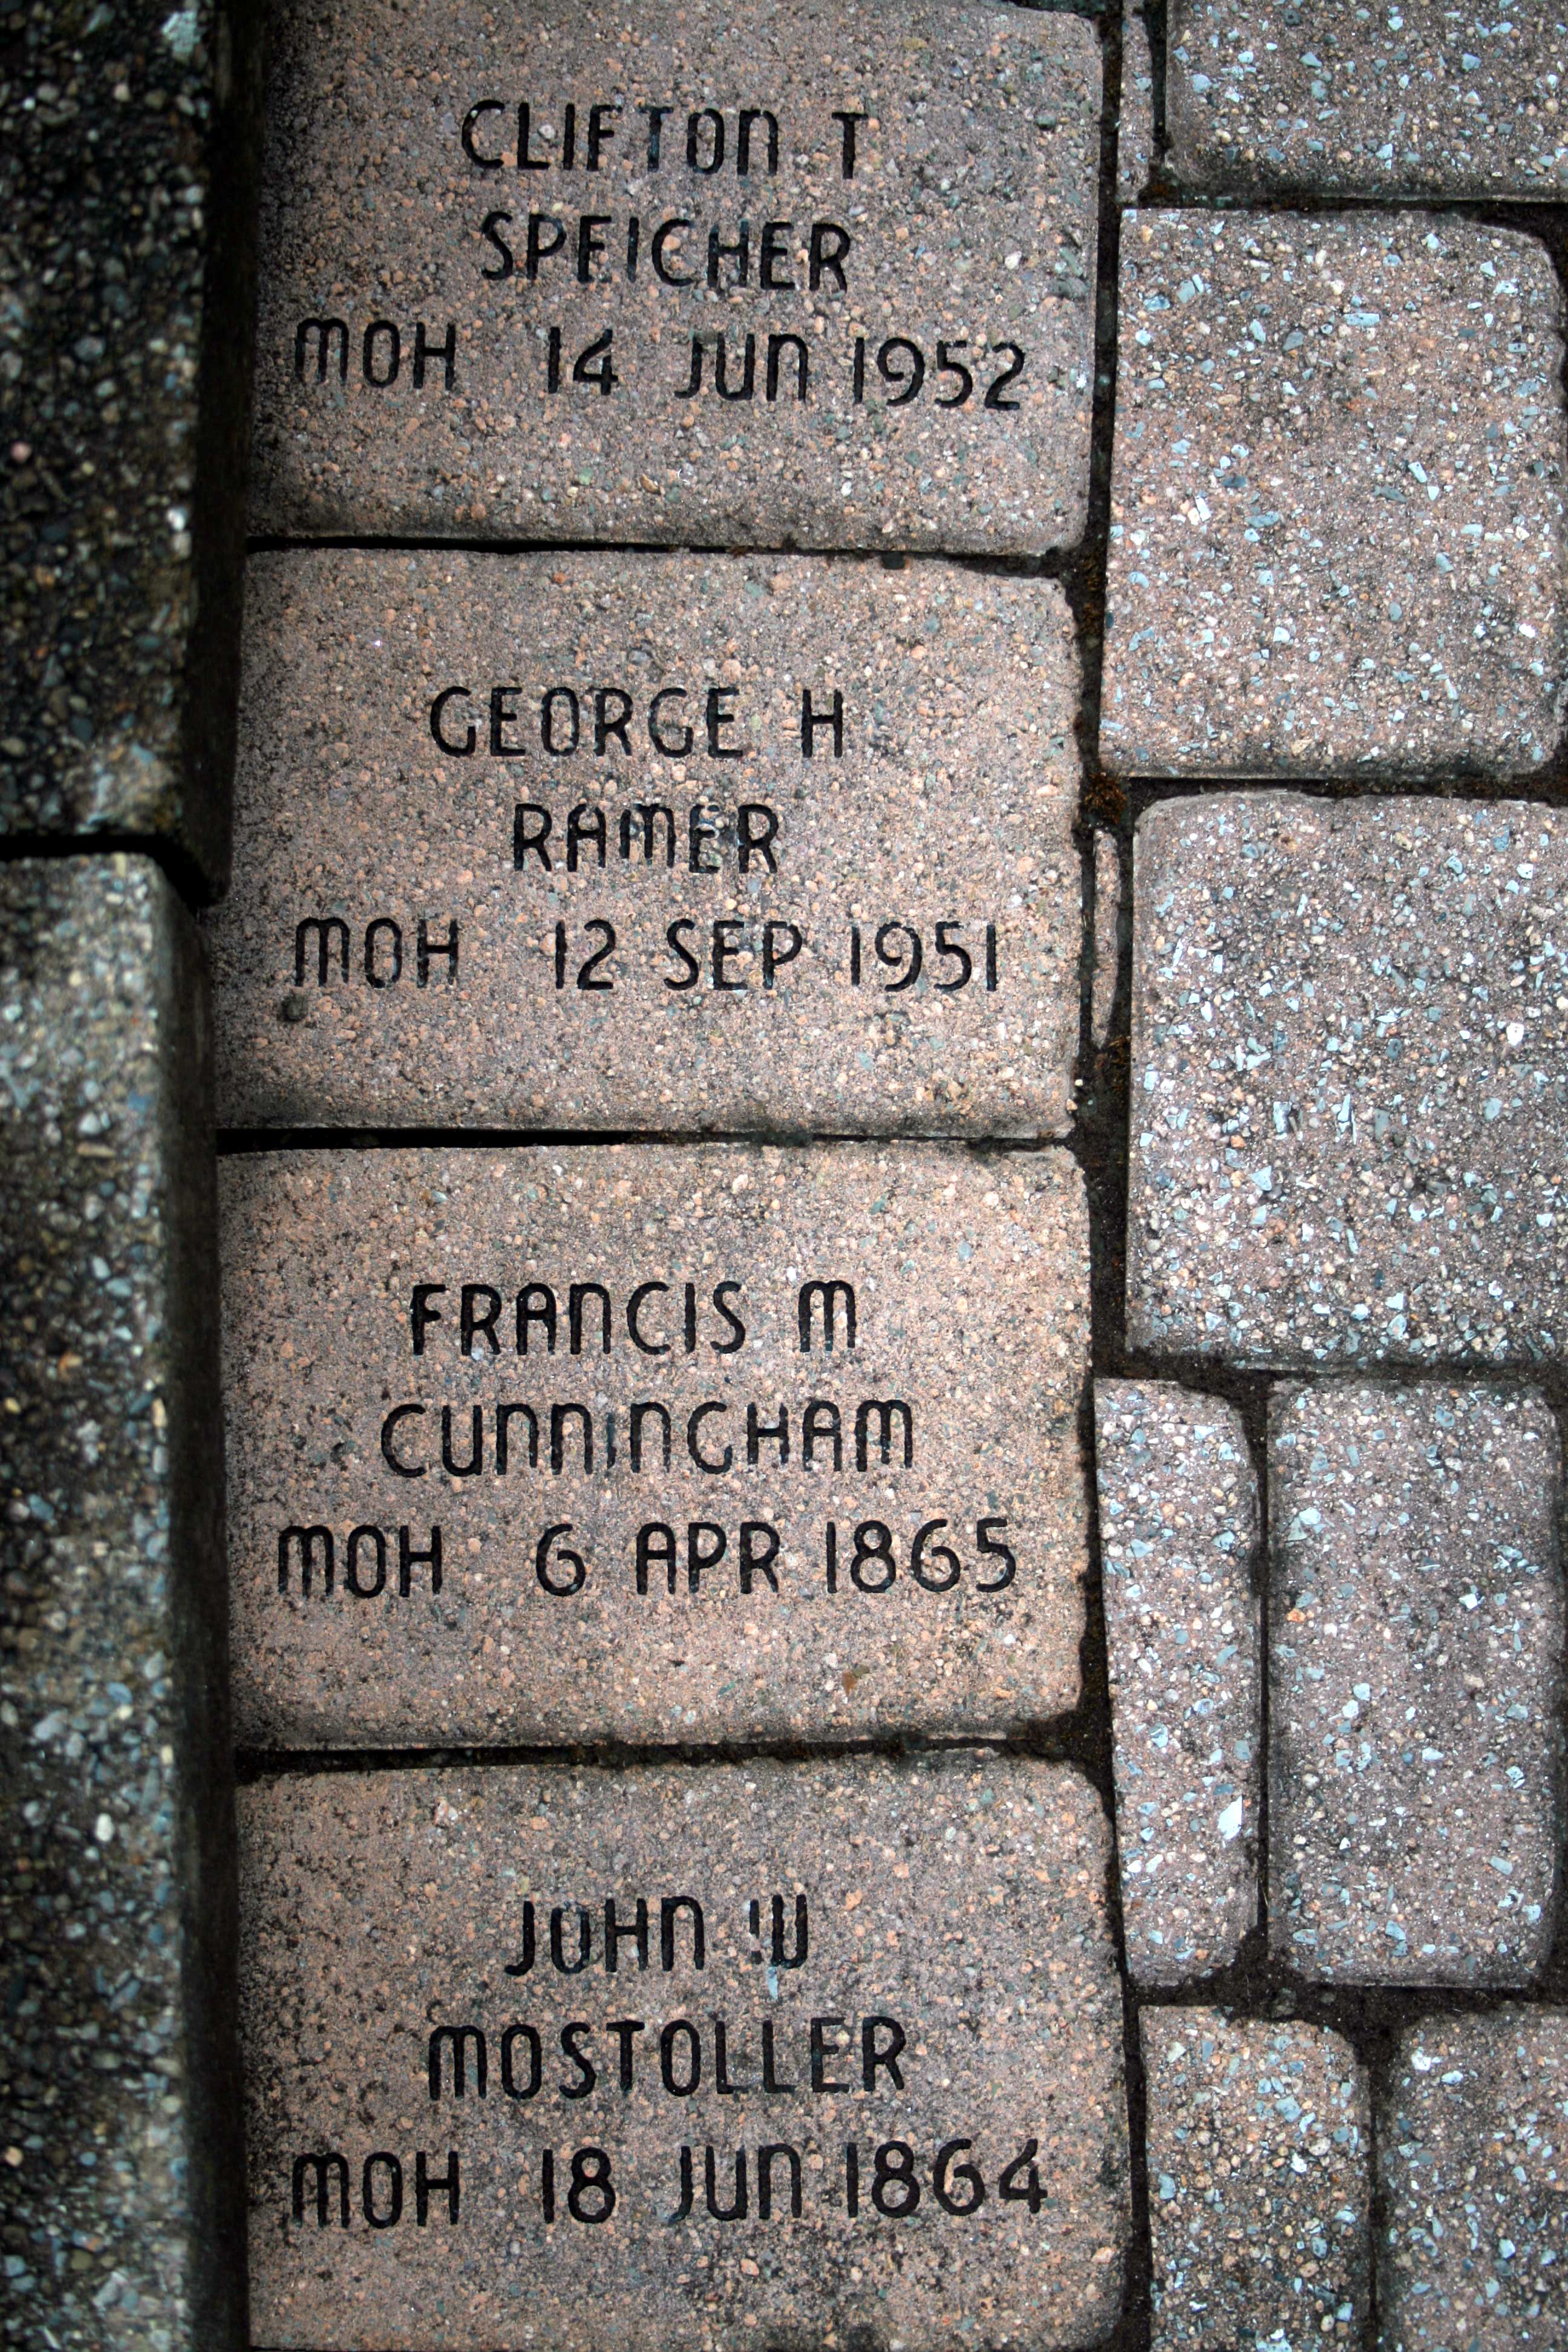 CLIFTON T
SPEICHER
MOH 14 JUN 1952
GEORGE H
RAMER
MOH 12 SEP 1951
FRANCIS M
CUNNINGHAM
MOH 6 APR 1865
JOHN W
MOSTOLLER
MOH 18 JUN 1864